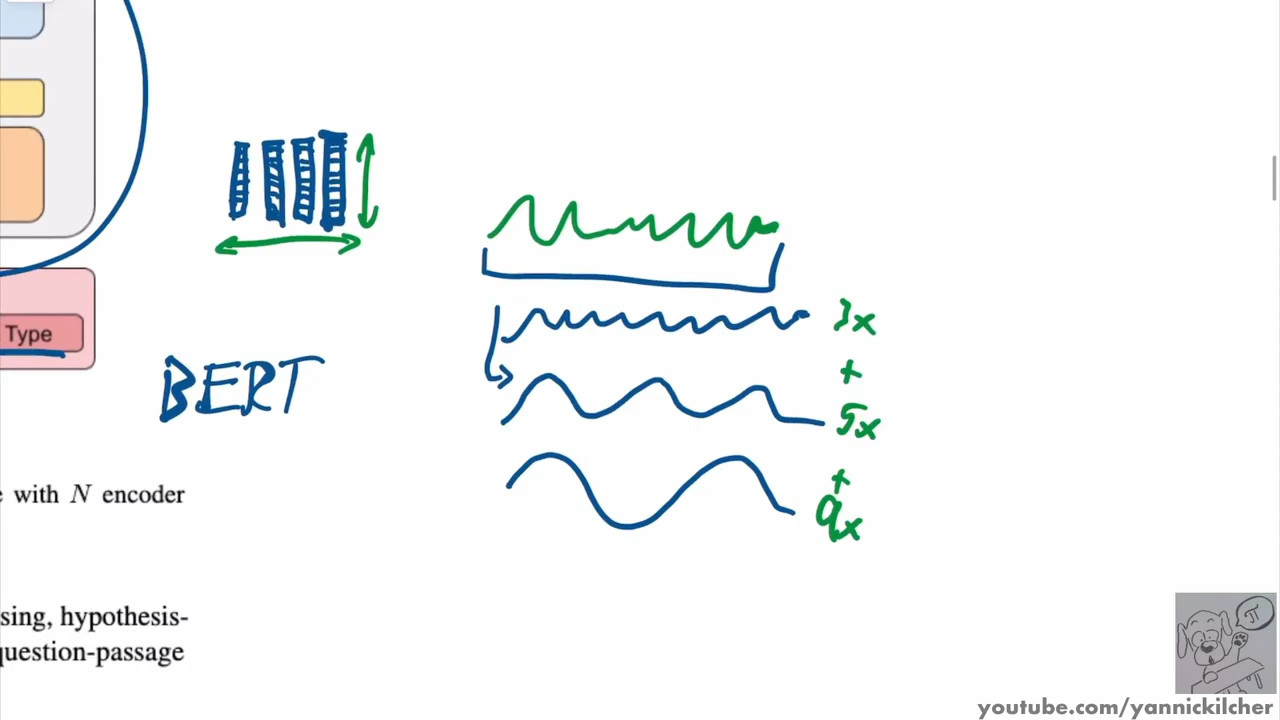 Type
BERT
3x
+
5x
+
9x
with N encoder
sing, hypothesis-
question-passage
π
youtube.com/yannickilcher